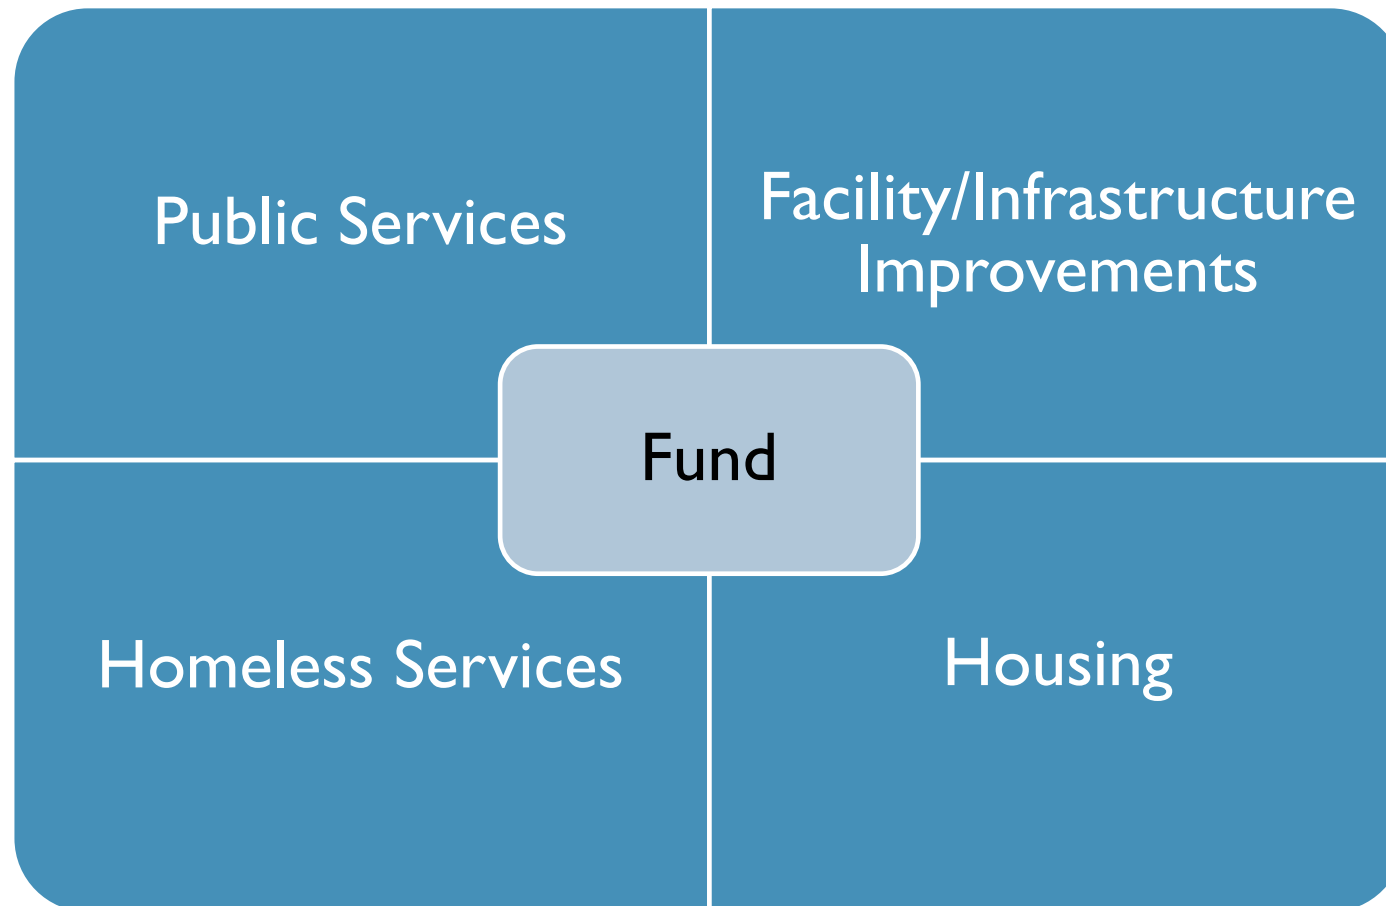 Public Services
Facility/Infrastructure
Improvements
Fund
Homeless Services
Housing